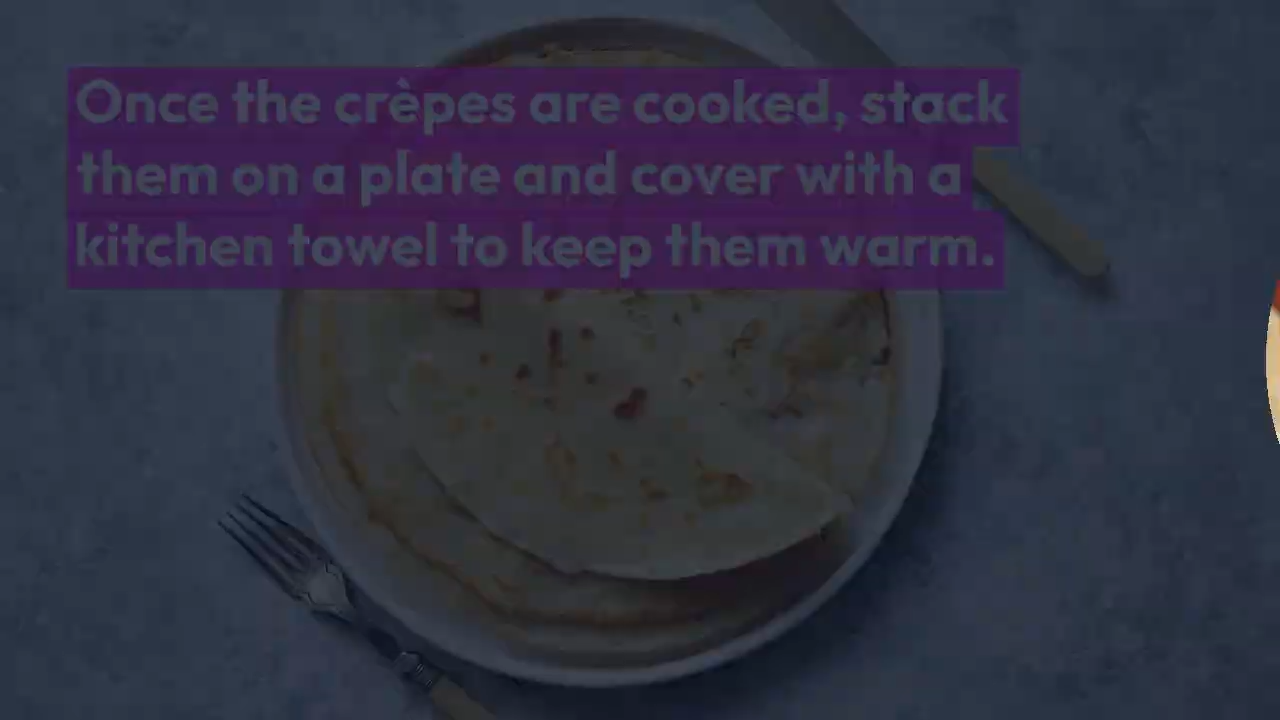 Once the crèpes are cooked, stack
them on a plate and cover with a
kitchen towel to keep them warm.